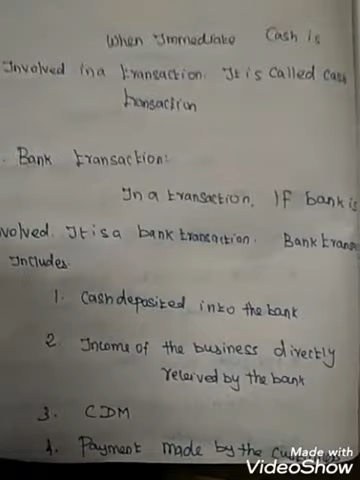 When Immediate Cash is
Involved in a transaction. It is called cash
transaction
. Bank transaction:
In a transaction. If bank is
volved. It is a bank transaction. Bank trans
Includes.
1. Cash deposited into the bank
2. Income of the business directly
received by the bank
3. CDM
4. Payment made by the customers
Made with
VideoShow